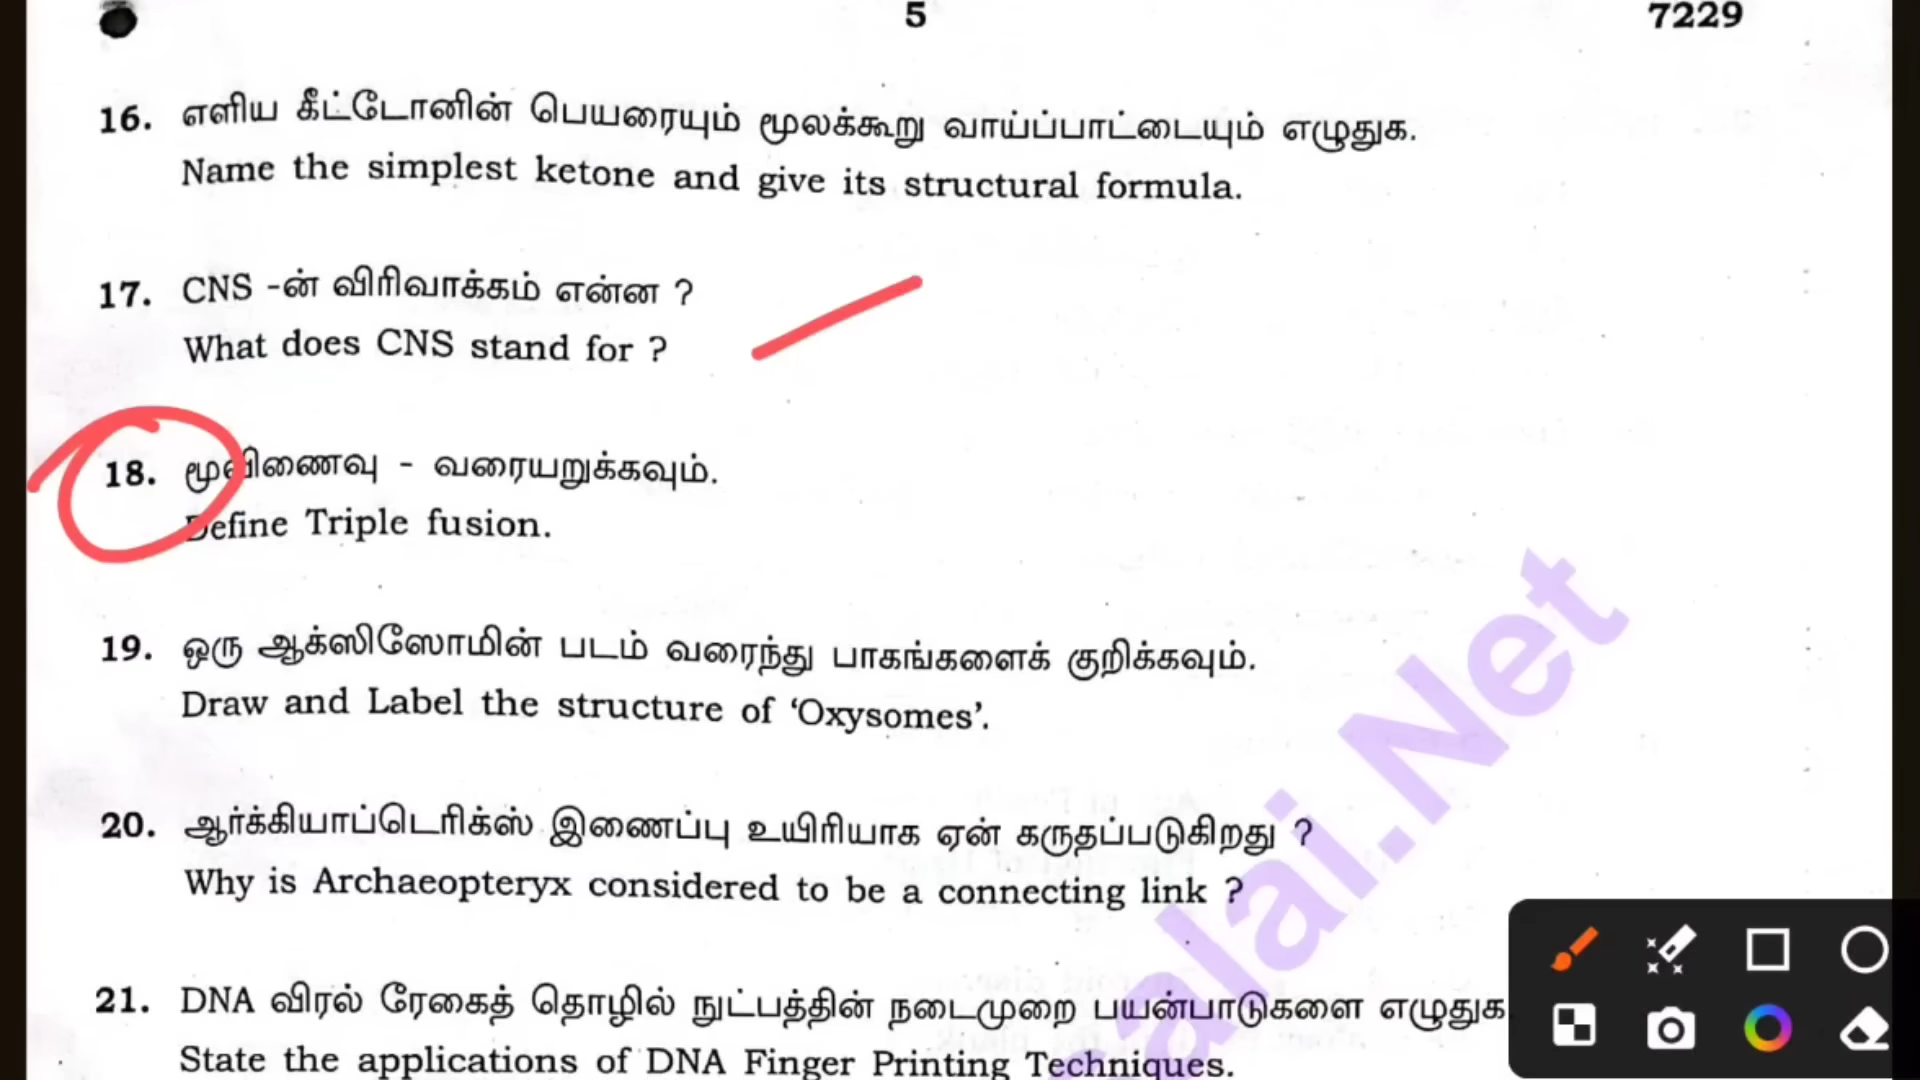 5
7229
16. எளிய கீட்டோனின் பெயரையும் மூலக்கூறு வாய்ப்பாட்டையும் எழுதுக.
Name the simplest ketone and give its structural formula.
17. CNS -ன் விரிவாக்கம் என்ன ?
What does CNS stand for ?
18. மூவிணைவு - வரையறுக்கவும்.
Define Triple fusion.
19. ஒரு ஆக்ஸிஸோமின் படம் வரைந்து பாகங்களைக் குறிக்கவும்.
Draw and Label the structure of ‘Oxysomes’.
20. ஆர்க்கியாப்டெரிக்ஸ் இணைப்பு உயிரியாக ஏன் கருதப்படுகிறது ?
Why is Archaeopteryx considered to be a connecting link ?
21. DNA விரல் ரேகைத் தொழில் நுட்பத்தின் நடைமுறை பயன்பாடுகளை எழுதுக
State the applications of DNA Finger Printing Techniques.
alai.Net